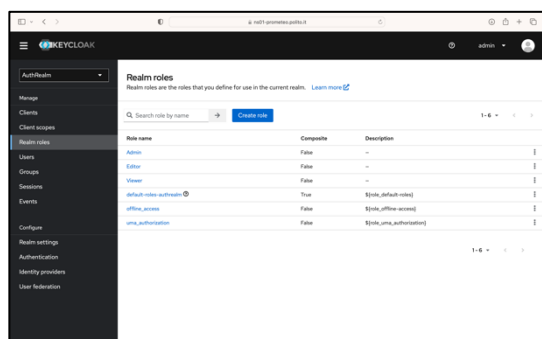 ns01-prometeo.polito.it
KEYCLOAK
admin
AuthRealm
Manage
Clients
Client scopes
Realm roles
Users
Groups
Sessions
Events
Configure
Realm settings
Authentication
Identity providers
User federation
Realm roles
Realm roles are the roles that you define for use in the current realm. Learn more
Search role by name
Create role
1-6
Role name Composite Description
Admin False –
Editor False –
Viewer False –
default-roles-authrealm True ${role_default-roles}
offline_access False ${role_offline-access}
uma_authorization False ${role_uma_authorization}
1-6